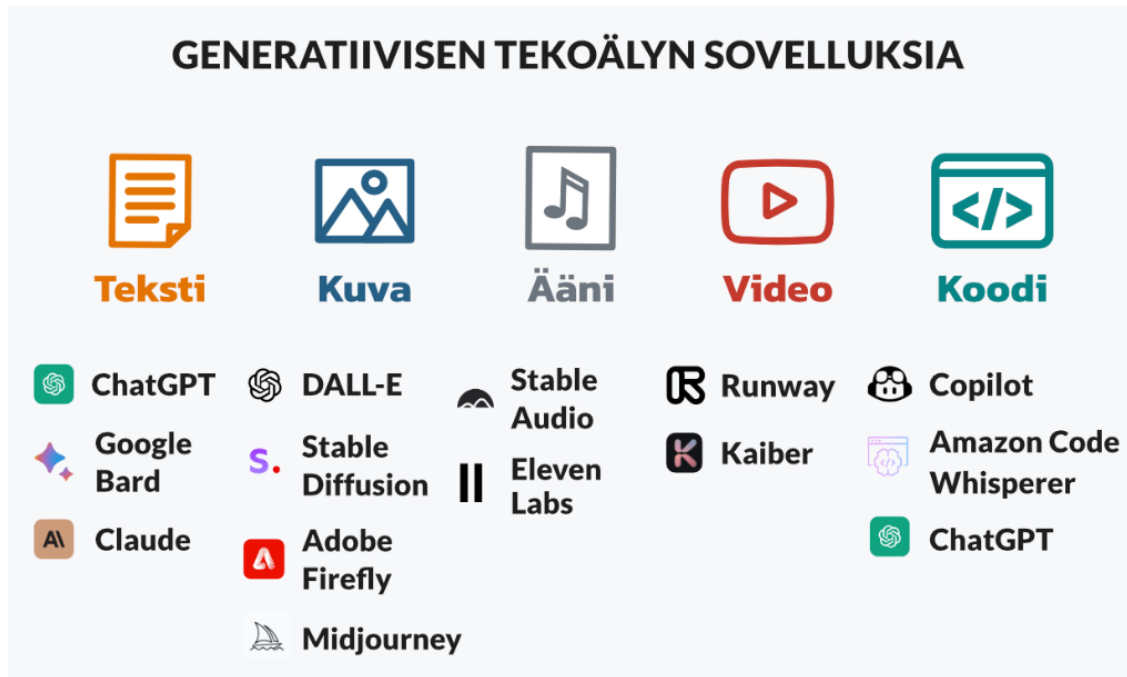 GENERATIIVISEN TEKOÄLYN SOVELLUKSIA
Teksti
Kuva
Ääni
Video
Koodi
ChatGPT
Google
Bard
Claude
DALL-E
Stable
Diffusion
Adobe
Firefly
Midjourney
Stable
Audio
Eleven
Labs
Runway
Kaiber
Copilot
Amazon Code
Whisperer
ChatGPT